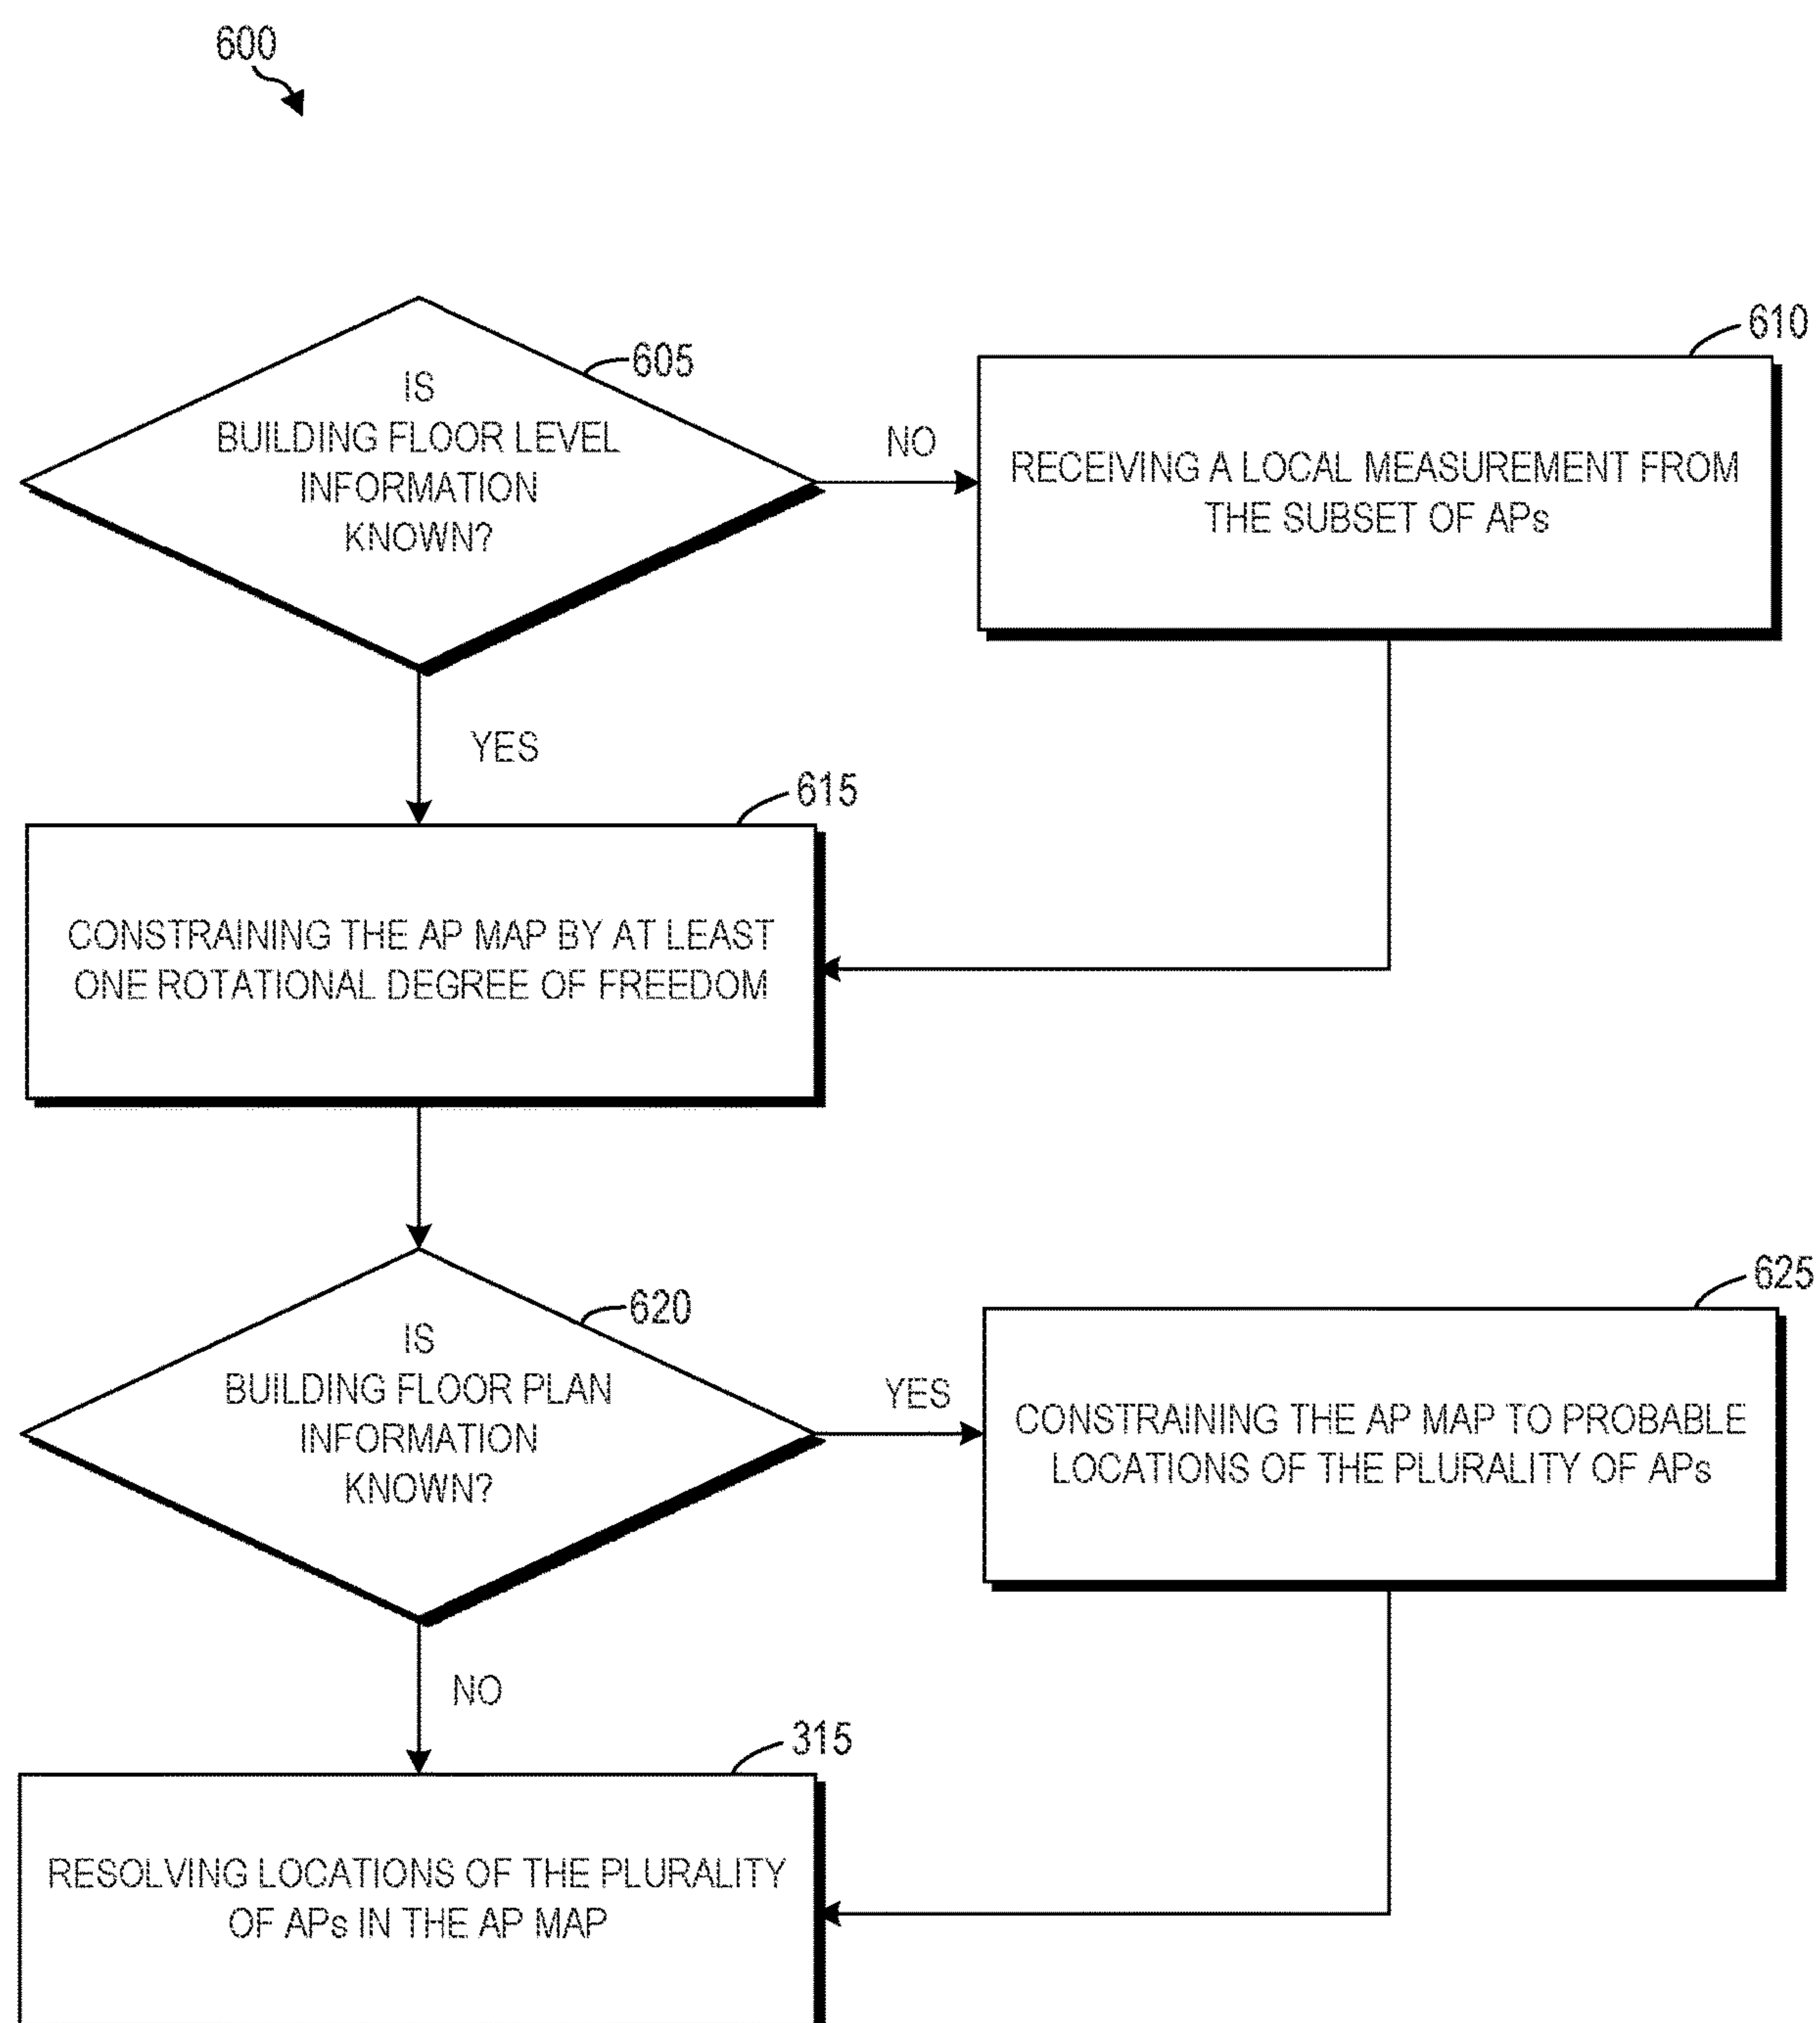 600
605
IS
BUILDING FLOOR LEVEL
INFORMATION
KNOWN?
NO
610
RECEIVING A LOCAL MEASUREMENT FROM
THE SUBSET OF APs
YES
615
CONSTRAINING THE AP MAP BY AT LEAST
ONE ROTATIONAL DEGREE OF FREEDOM
620
IS
BUILDING FLOOR PLAN
INFORMATION
KNOWN?
YES
625
CONSTRAINING THE AP MAP TO PROBABLE
LOCATIONS OF THE PLURALITY OF APs
NO
315
RESOLVING LOCATIONS OF THE PLURALITY
OF APs IN THE AP MAP